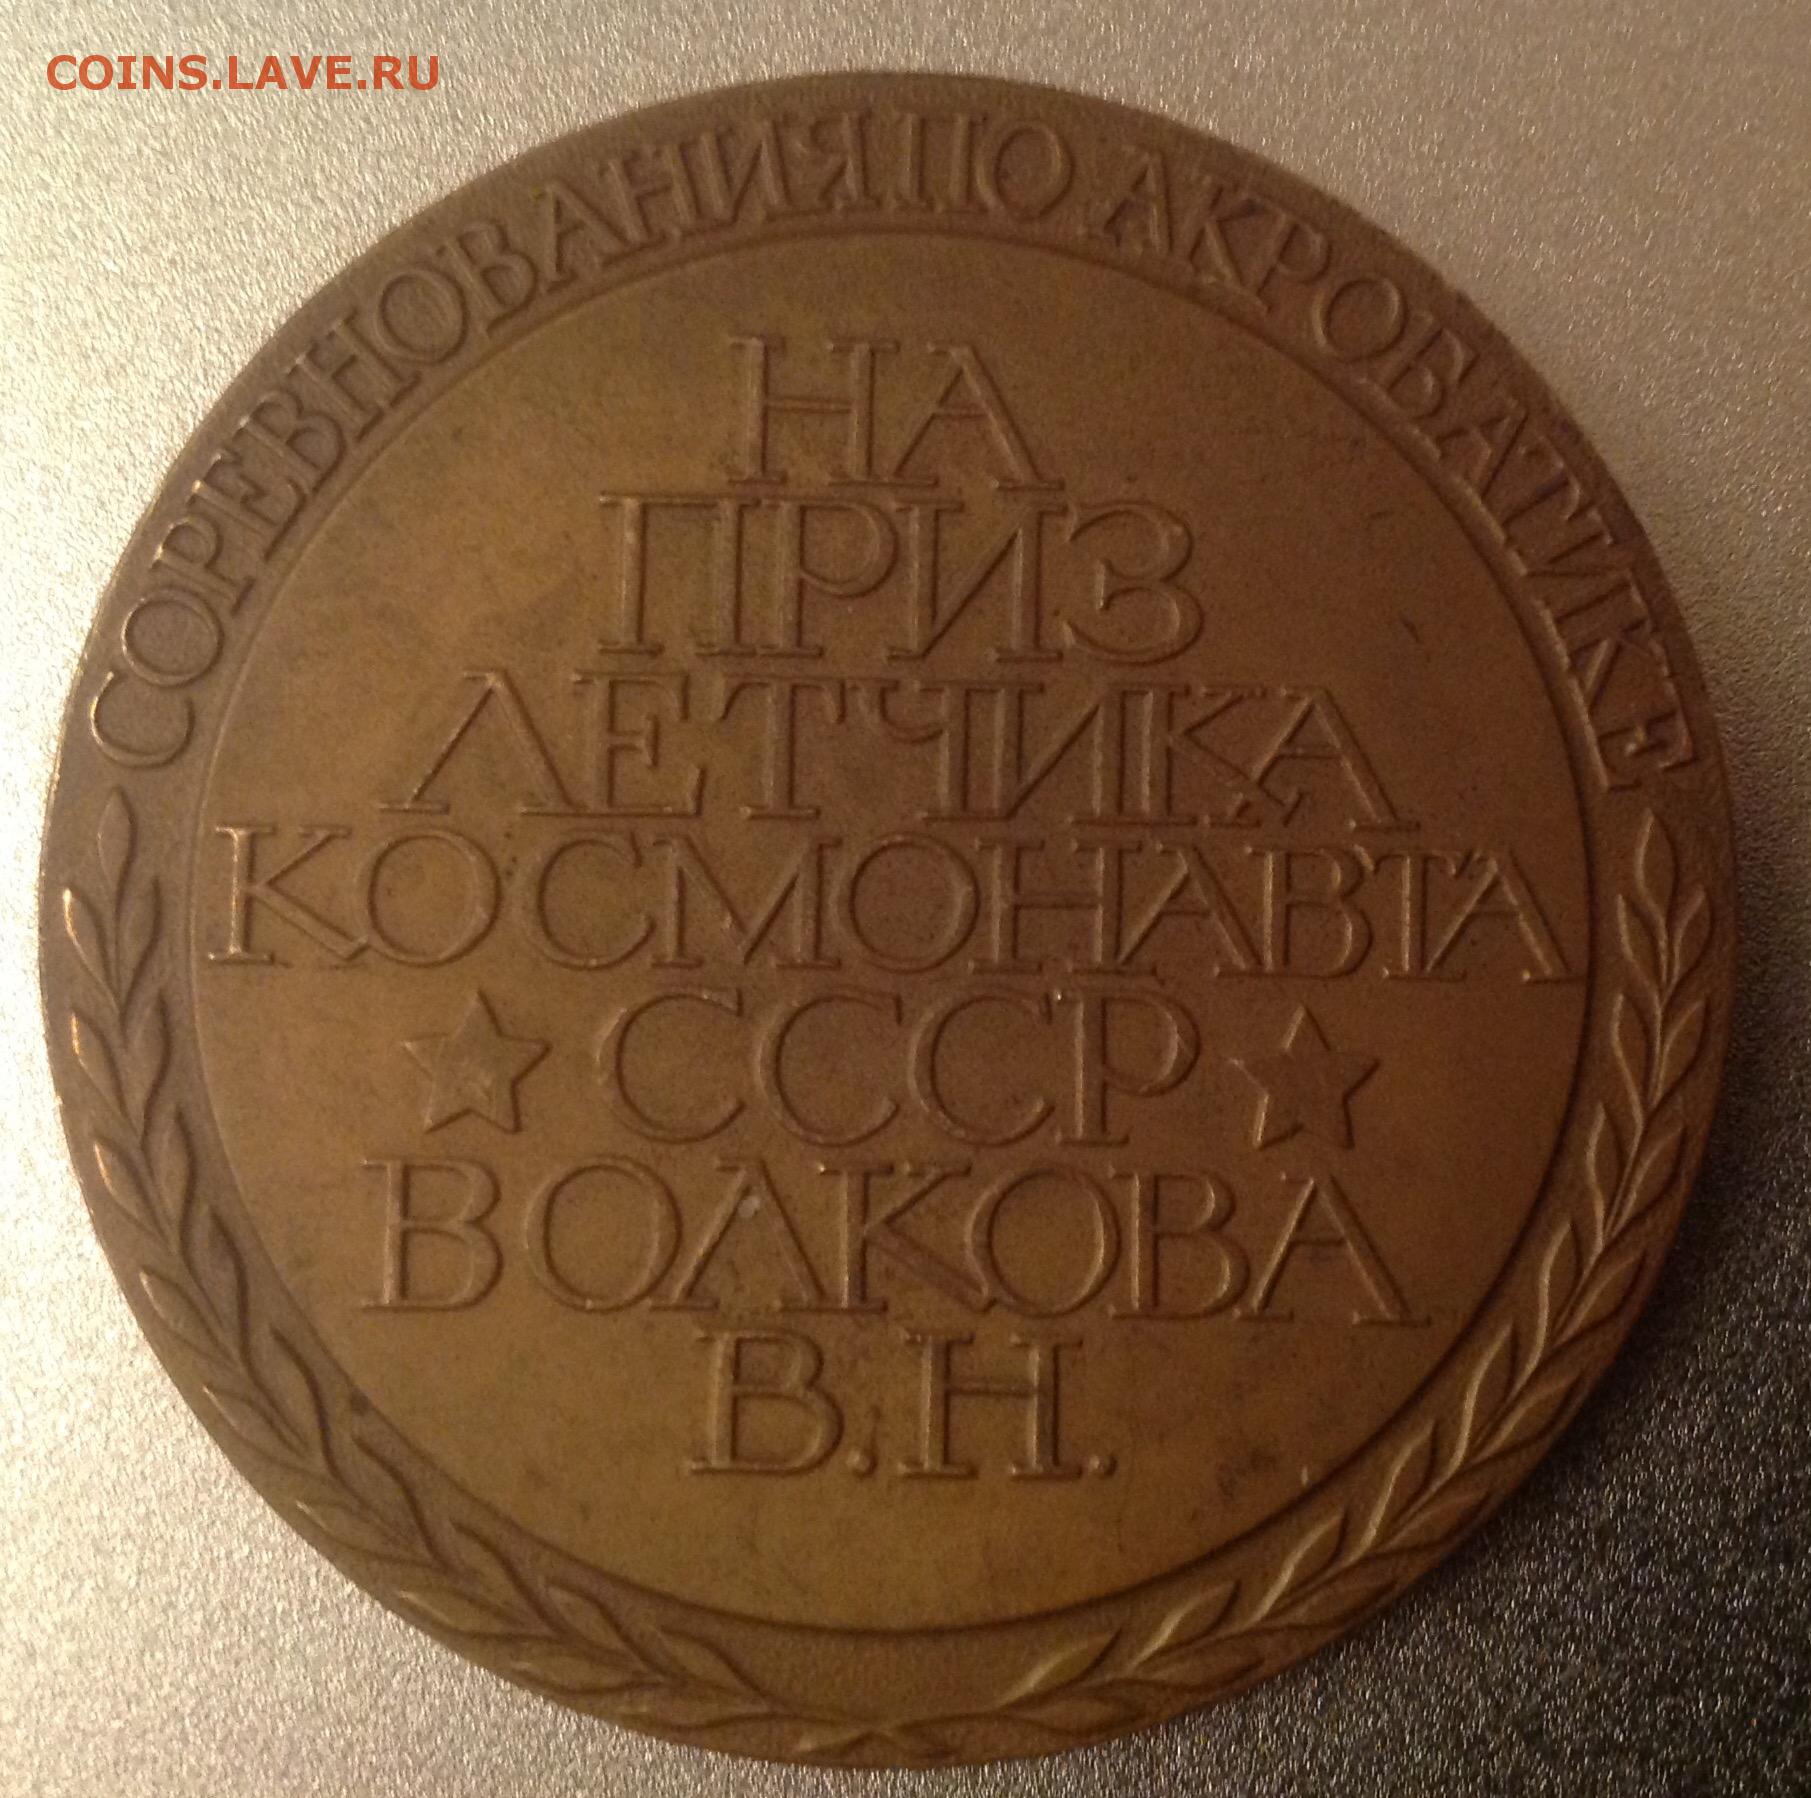 COINS.LAVE.RU
СОРЕВНОВАНИЯ ПО АКРОБАТИКЕ
НА
ПРИЗ
ЛЕТЧИКА
КОСМОНАВТА
СССР
ВОЛКОВА
В.Н.